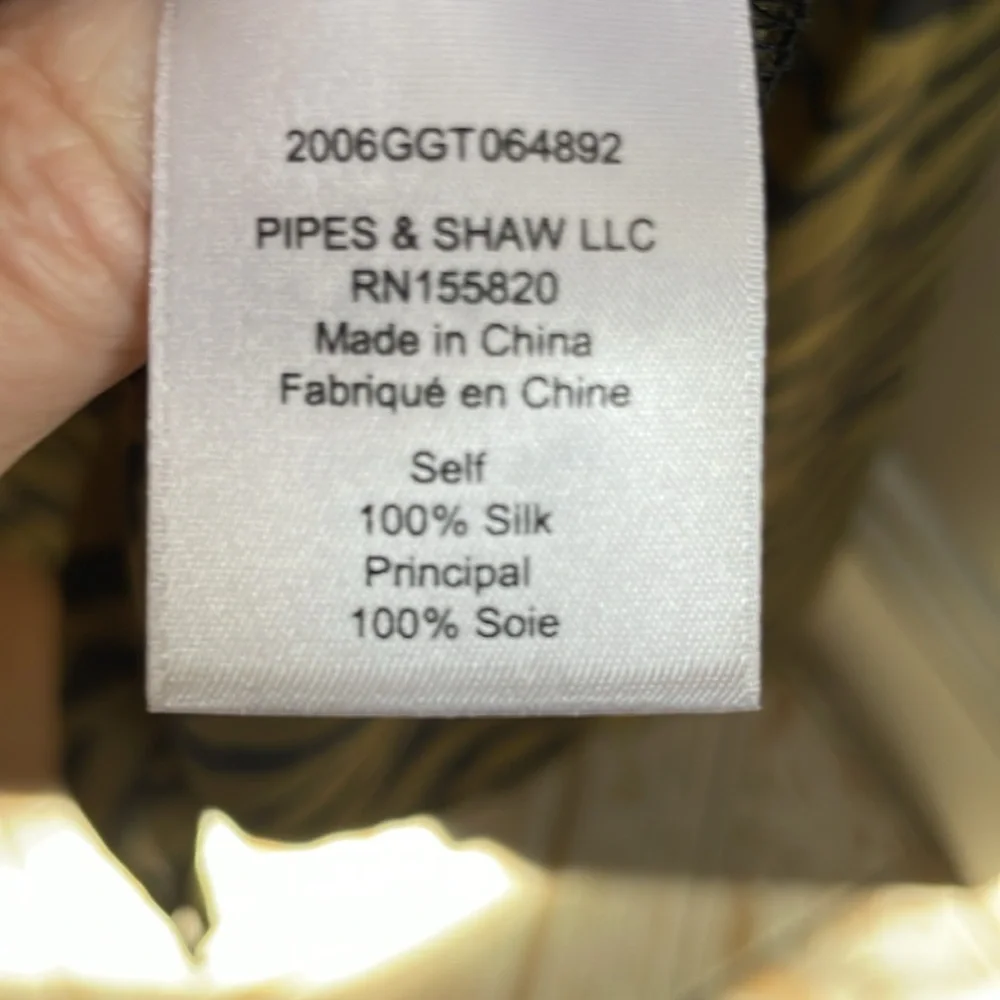 2006GGT064892
PIPES & SHAW LLC
RN155820
Made in China
Fabriqué en Chine
Self
100% Silk
Principal
100% Soie